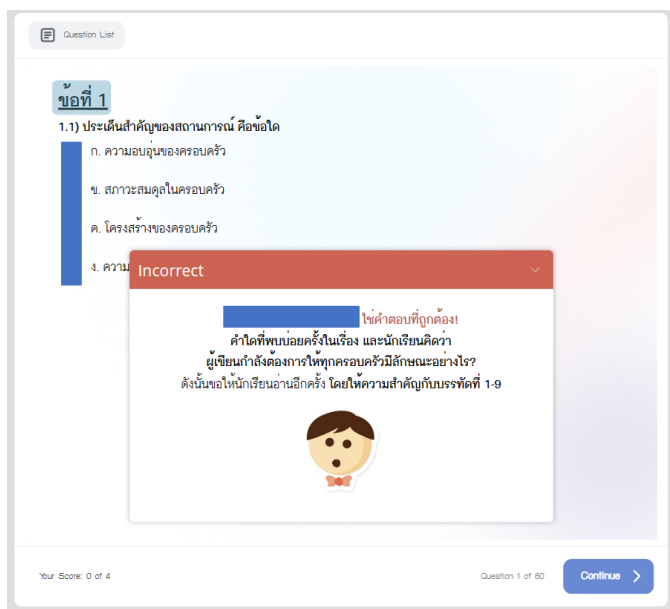 Question List
ข้อที่ 1
1.1) ประเด็นสำคัญของสถานการณ์ คือข้อใด
ก. ความอบอุ่นของครอบครัว
ข. สภาวะสมดุลในครอบครัว
ค. โครงสร้างของครอบครัว
ง. ความ
Incorrect
ใช่คำตอบที่ถูกต้อง!
คำใดที่พบบ่อยครั้งในเรื่อง และนักเรียนคิดว่า
ผู้เขียนกำลังต้องการให้ทุกครอบครัวมีลักษณะอย่างไร?
ดังนั้นขอให้นักเรียนอ่านอีกครั้ง โดยให้ความสำคัญกับบรรทัดที่ 1-9
Your Score: 0 of 4
Question 1 of 80
Continue